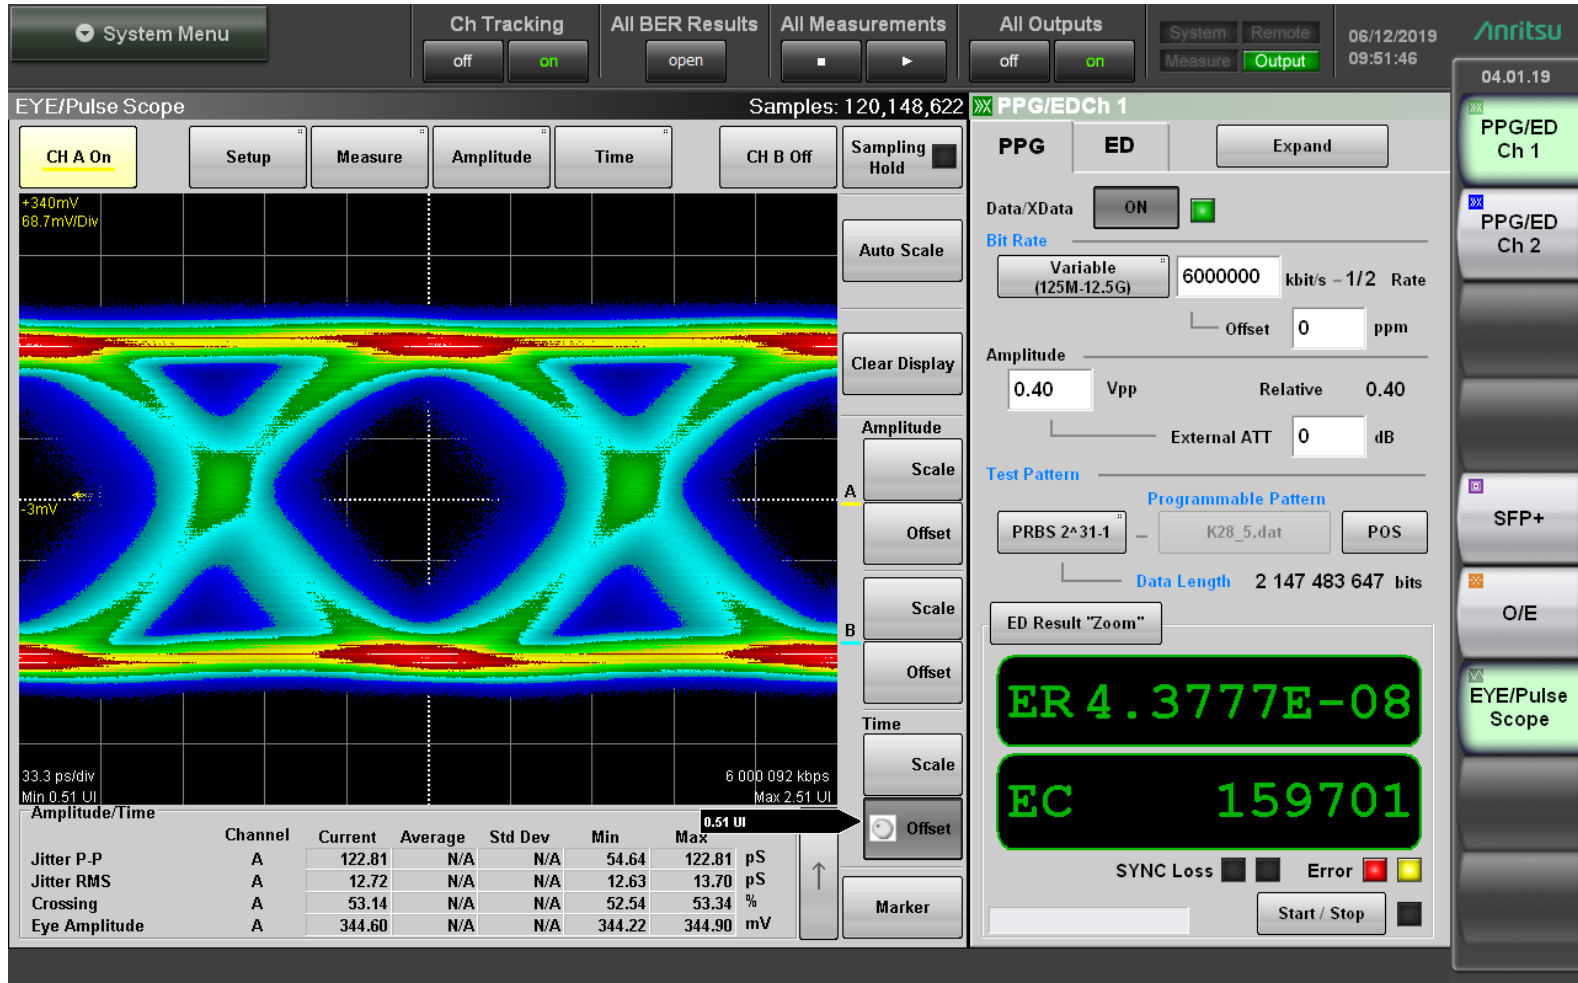 System Menu
Ch Tracking
off on
All BER Results
open
All Measurements
All Outputs
off on
System Remote
Measure Output
06/12/2019
09:51:46
Anritsu
04.01.19
EYE/Pulse Scope
Samples: 120,148,622
CH A On
Setup
Measure
Amplitude
Time
CH B Off
Sampling
Hold
+340mV
68.7mV/Div
-3mV
33.3 ps/div
Min 0.51 UI
6 000 092 kbps
Max 2.51 UI
Auto Scale
Clear Display
Amplitude
A
Scale
Offset
B
Scale
Offset
Time
Scale
0.51 UI
Offset
Marker
Amplitude/Time
Channel Current Average Std Dev Min Max
Jitter P-P A 122.81 N/A N/A 54.64 122.81 pS
Jitter RMS A 12.72 N/A N/A 12.63 13.70 pS
Crossing A 53.14 N/A N/A 52.54 53.34 %
Eye Amplitude A 344.60 N/A N/A 344.22 344.90 mV
PPG/EDCh 1
PPG ED Expand
Data/XData ON
Bit Rate
Variable
(125M-12.5G)
6000000 kbit/s – 1/2 Rate
Offset 0 ppm
Amplitude
0.40 Vpp Relative 0.40
External ATT 0 dB
Test Pattern
Programmable Pattern
PRBS 2^31-1 K28_5.dat POS
Data Length 2 147 483 647 bits
ED Result "Zoom"
ER 4.3777E-08
EC 159701
SYNC Loss Error
Start / Stop
PPG/ED
Ch 1
PPG/ED
Ch 2
SFP+
O/E
EYE/Pulse
Scope